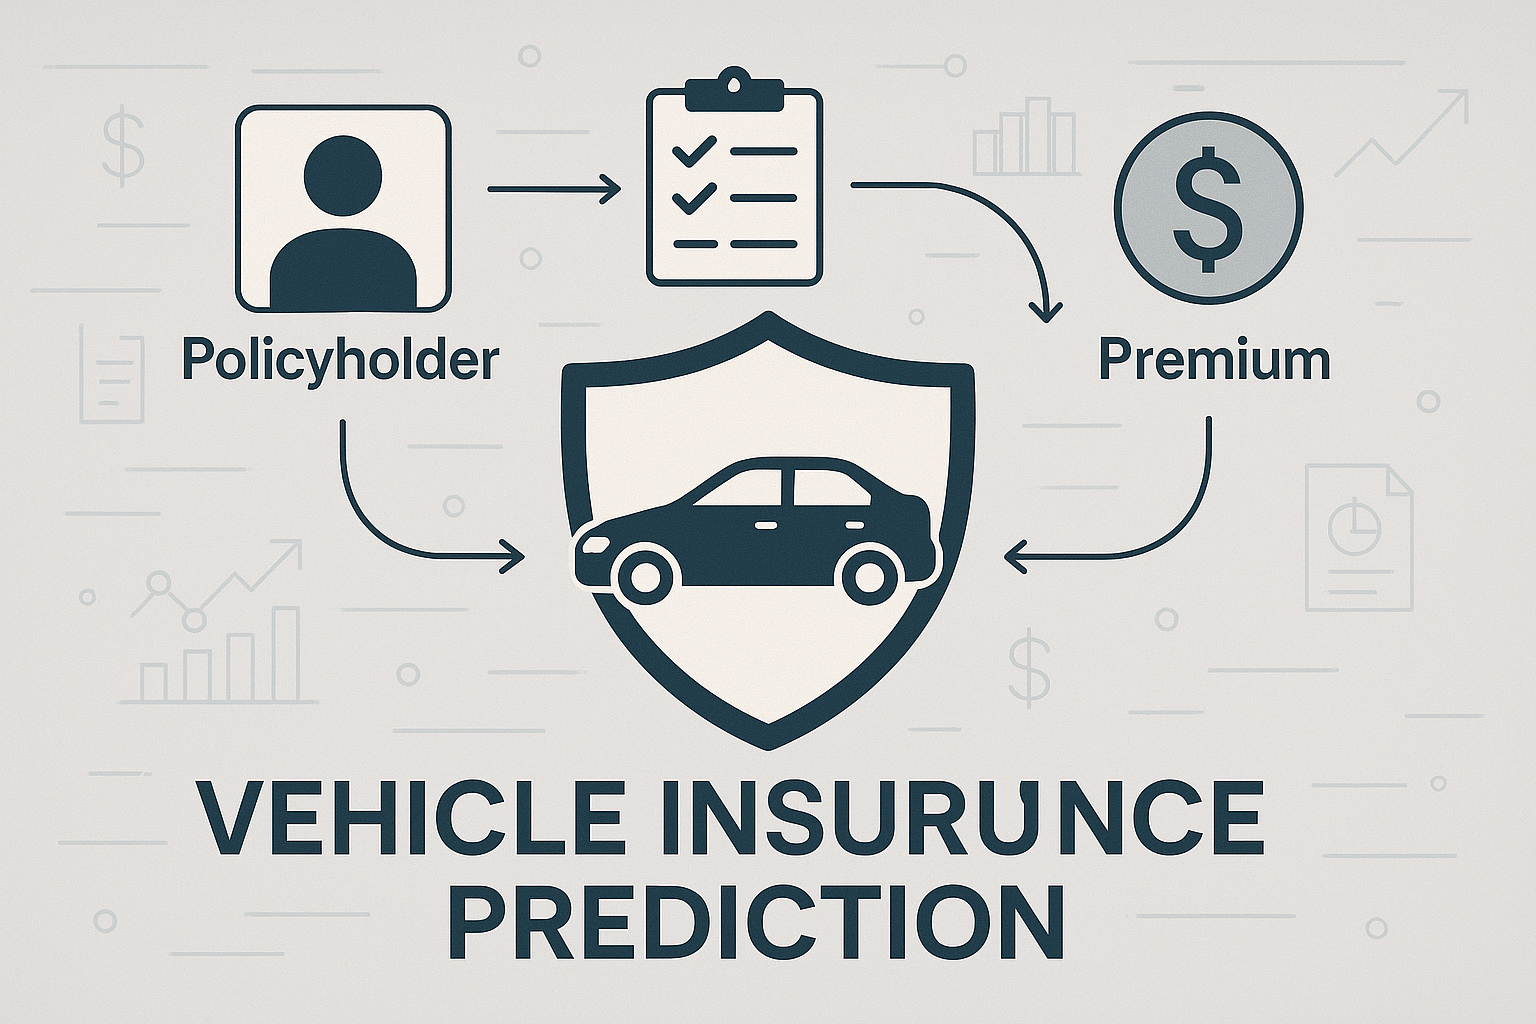 Policyholder
Premium
VEHICLE INSURUNCE
PREDICTION